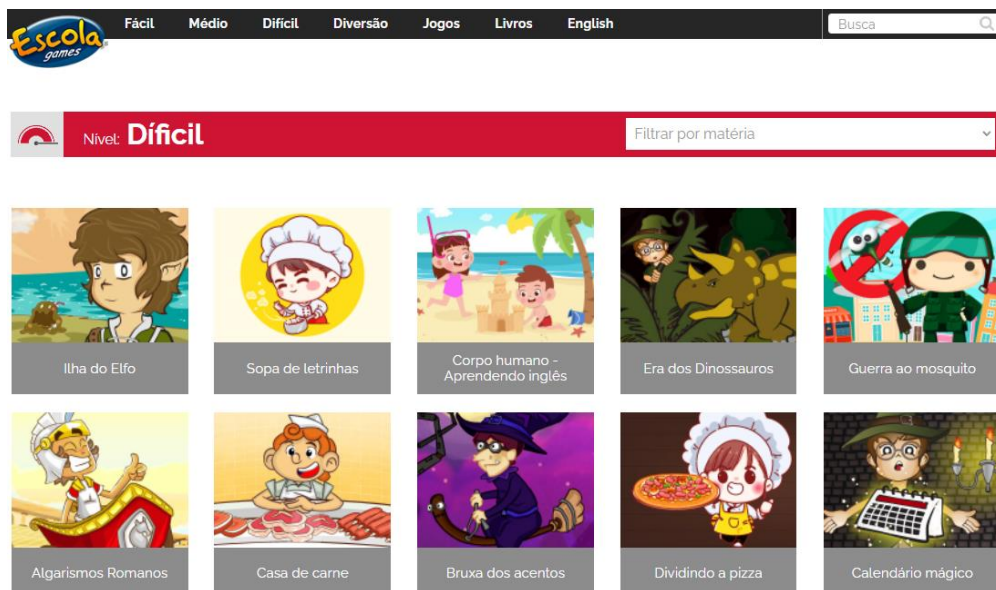 Escola
games
Fácil Médio Difícil Diversão Jogos Livros English
Busca
Nível: Díficil
Filtrar por matéria
Ilha do Elfo
Sopa de letrinhas
Corpo humano -
Aprendendo inglês
Era dos Dinossauros
Guerra ao mosquito
Algarismos Romanos
Casa de carne
Bruxa dos acentos
Dividindo a pizza
Calendário mágico